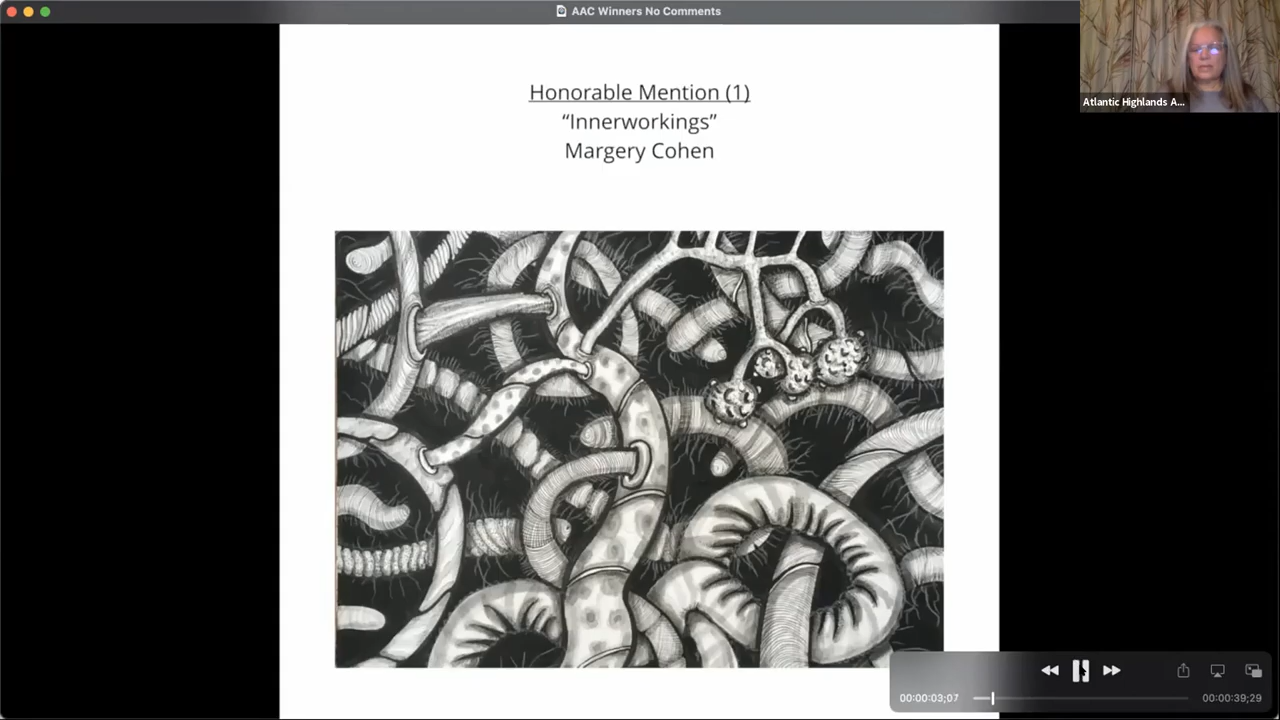 AAC Winners No Comments
Honorable Mention (1)
“Innerworkings”
Margery Cohen
Atlantic Highlands A...
00:00:03;07
00:00:39;29